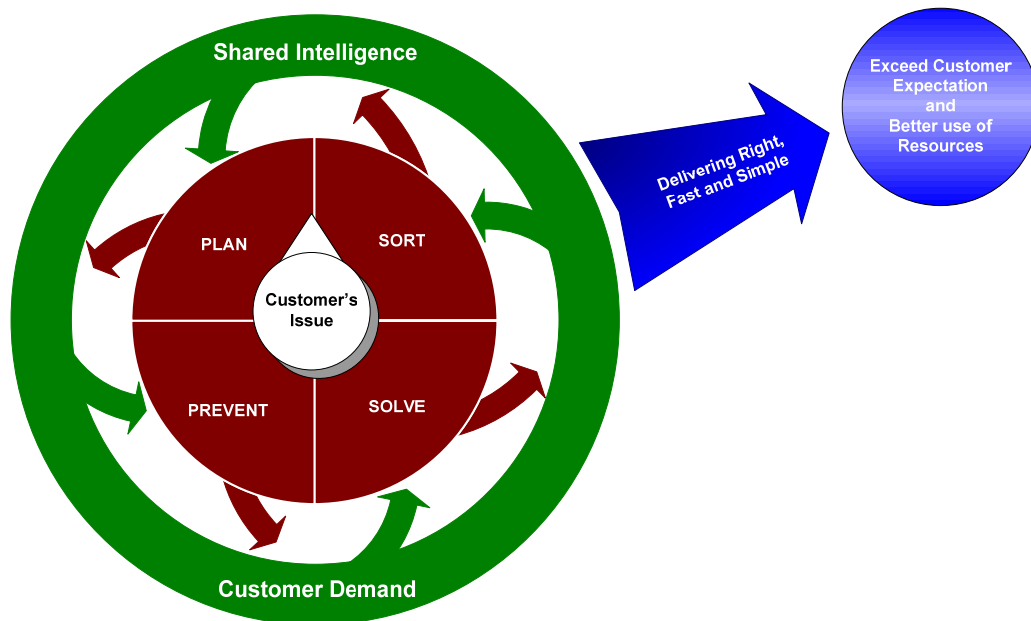 Shared Intelligence
PLAN
SORT
Customer's
Issue
PREVENT
SOLVE
Customer Demand
Delivering Right,
Fast and Simple
Exceed Customer
Expectation
and
Better use of
Resources